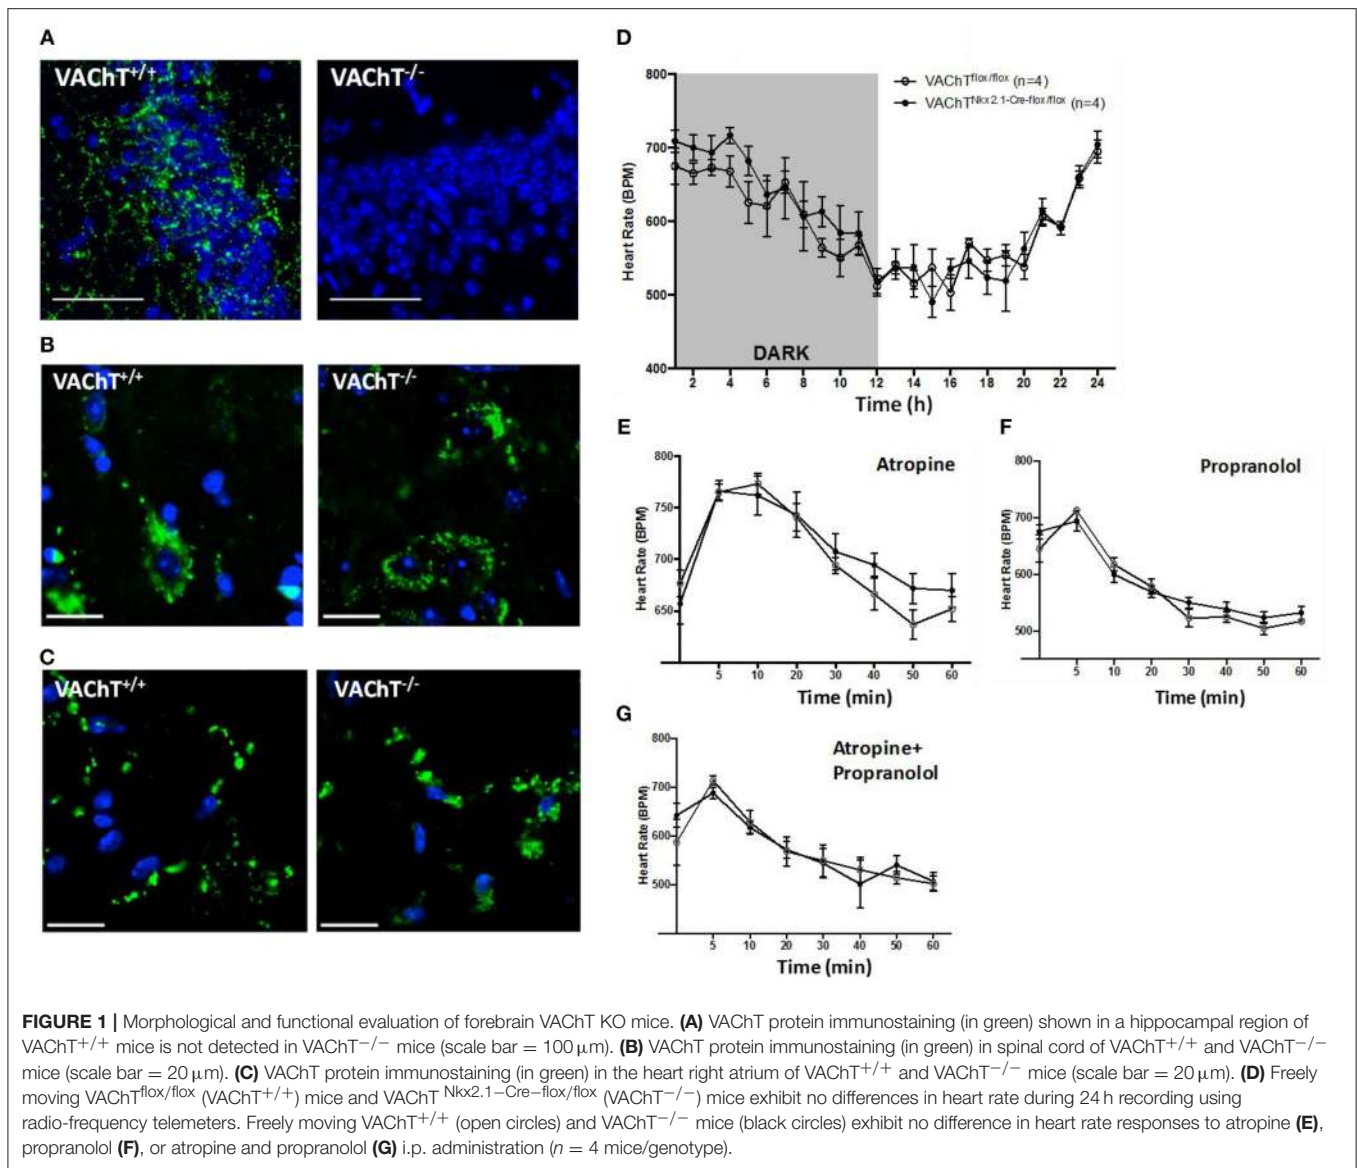 A
VAChT+/+
VAChT-/-
B
VAChT+/+
VAChT-/-
C
VAChT+/+
VAChT-/-
D
VAChTflox/flox (n=4)
VAChTNkx2.1-Cre-flox/flox (n=4)
800
700
600
500
400
Heart Rate (BPM)
DARK
2 4 6 8 10 12 14 16 18 20 22 24
Time (h)
E
Atropine
800
750
700
650
Heart Rate (BPM)
5 10 20 30 40 50 60
Time (min)
F
Propranolol
800
700
600
500
Heart Rate (BPM)
5 10 20 30 40 50 60
Time (min)
G
Atropine+
Propranolol
800
700
600
500
Heart Rate (BPM)
5 10 20 30 40 50 60
Time (min)
FIGURE 1 | Morphological and functional evaluation of forebrain VAChT KO mice. (A) VAChT protein immunostaining (in green) shown in a hippocampal region of
VAChT+/+ mice is not detected in VAChT−/− mice (scale bar = 100 μm). (B) VAChT protein immunostaining (in green) in spinal cord of VAChT+/+ and VAChT−/−
mice (scale bar = 20 μm). (C) VAChT protein immunostaining (in green) in the heart right atrium of VAChT+/+ and VAChT−/− mice (scale bar = 20 μm). (D) Freely
moving VAChTflox/flox (VAChT+/+) mice and VAChT Nkx2.1−Cre−flox/flox (VAChT−/−) mice exhibit no differences in heart rate during 24 h recording using
radio-frequency telemeters. Freely moving VAChT+/+ (open circles) and VAChT−/− mice (black circles) exhibit no difference in heart rate responses to atropine (E),
propranolol (F), or atropine and propranolol (G) i.p. administration (n = 4 mice/genotype).